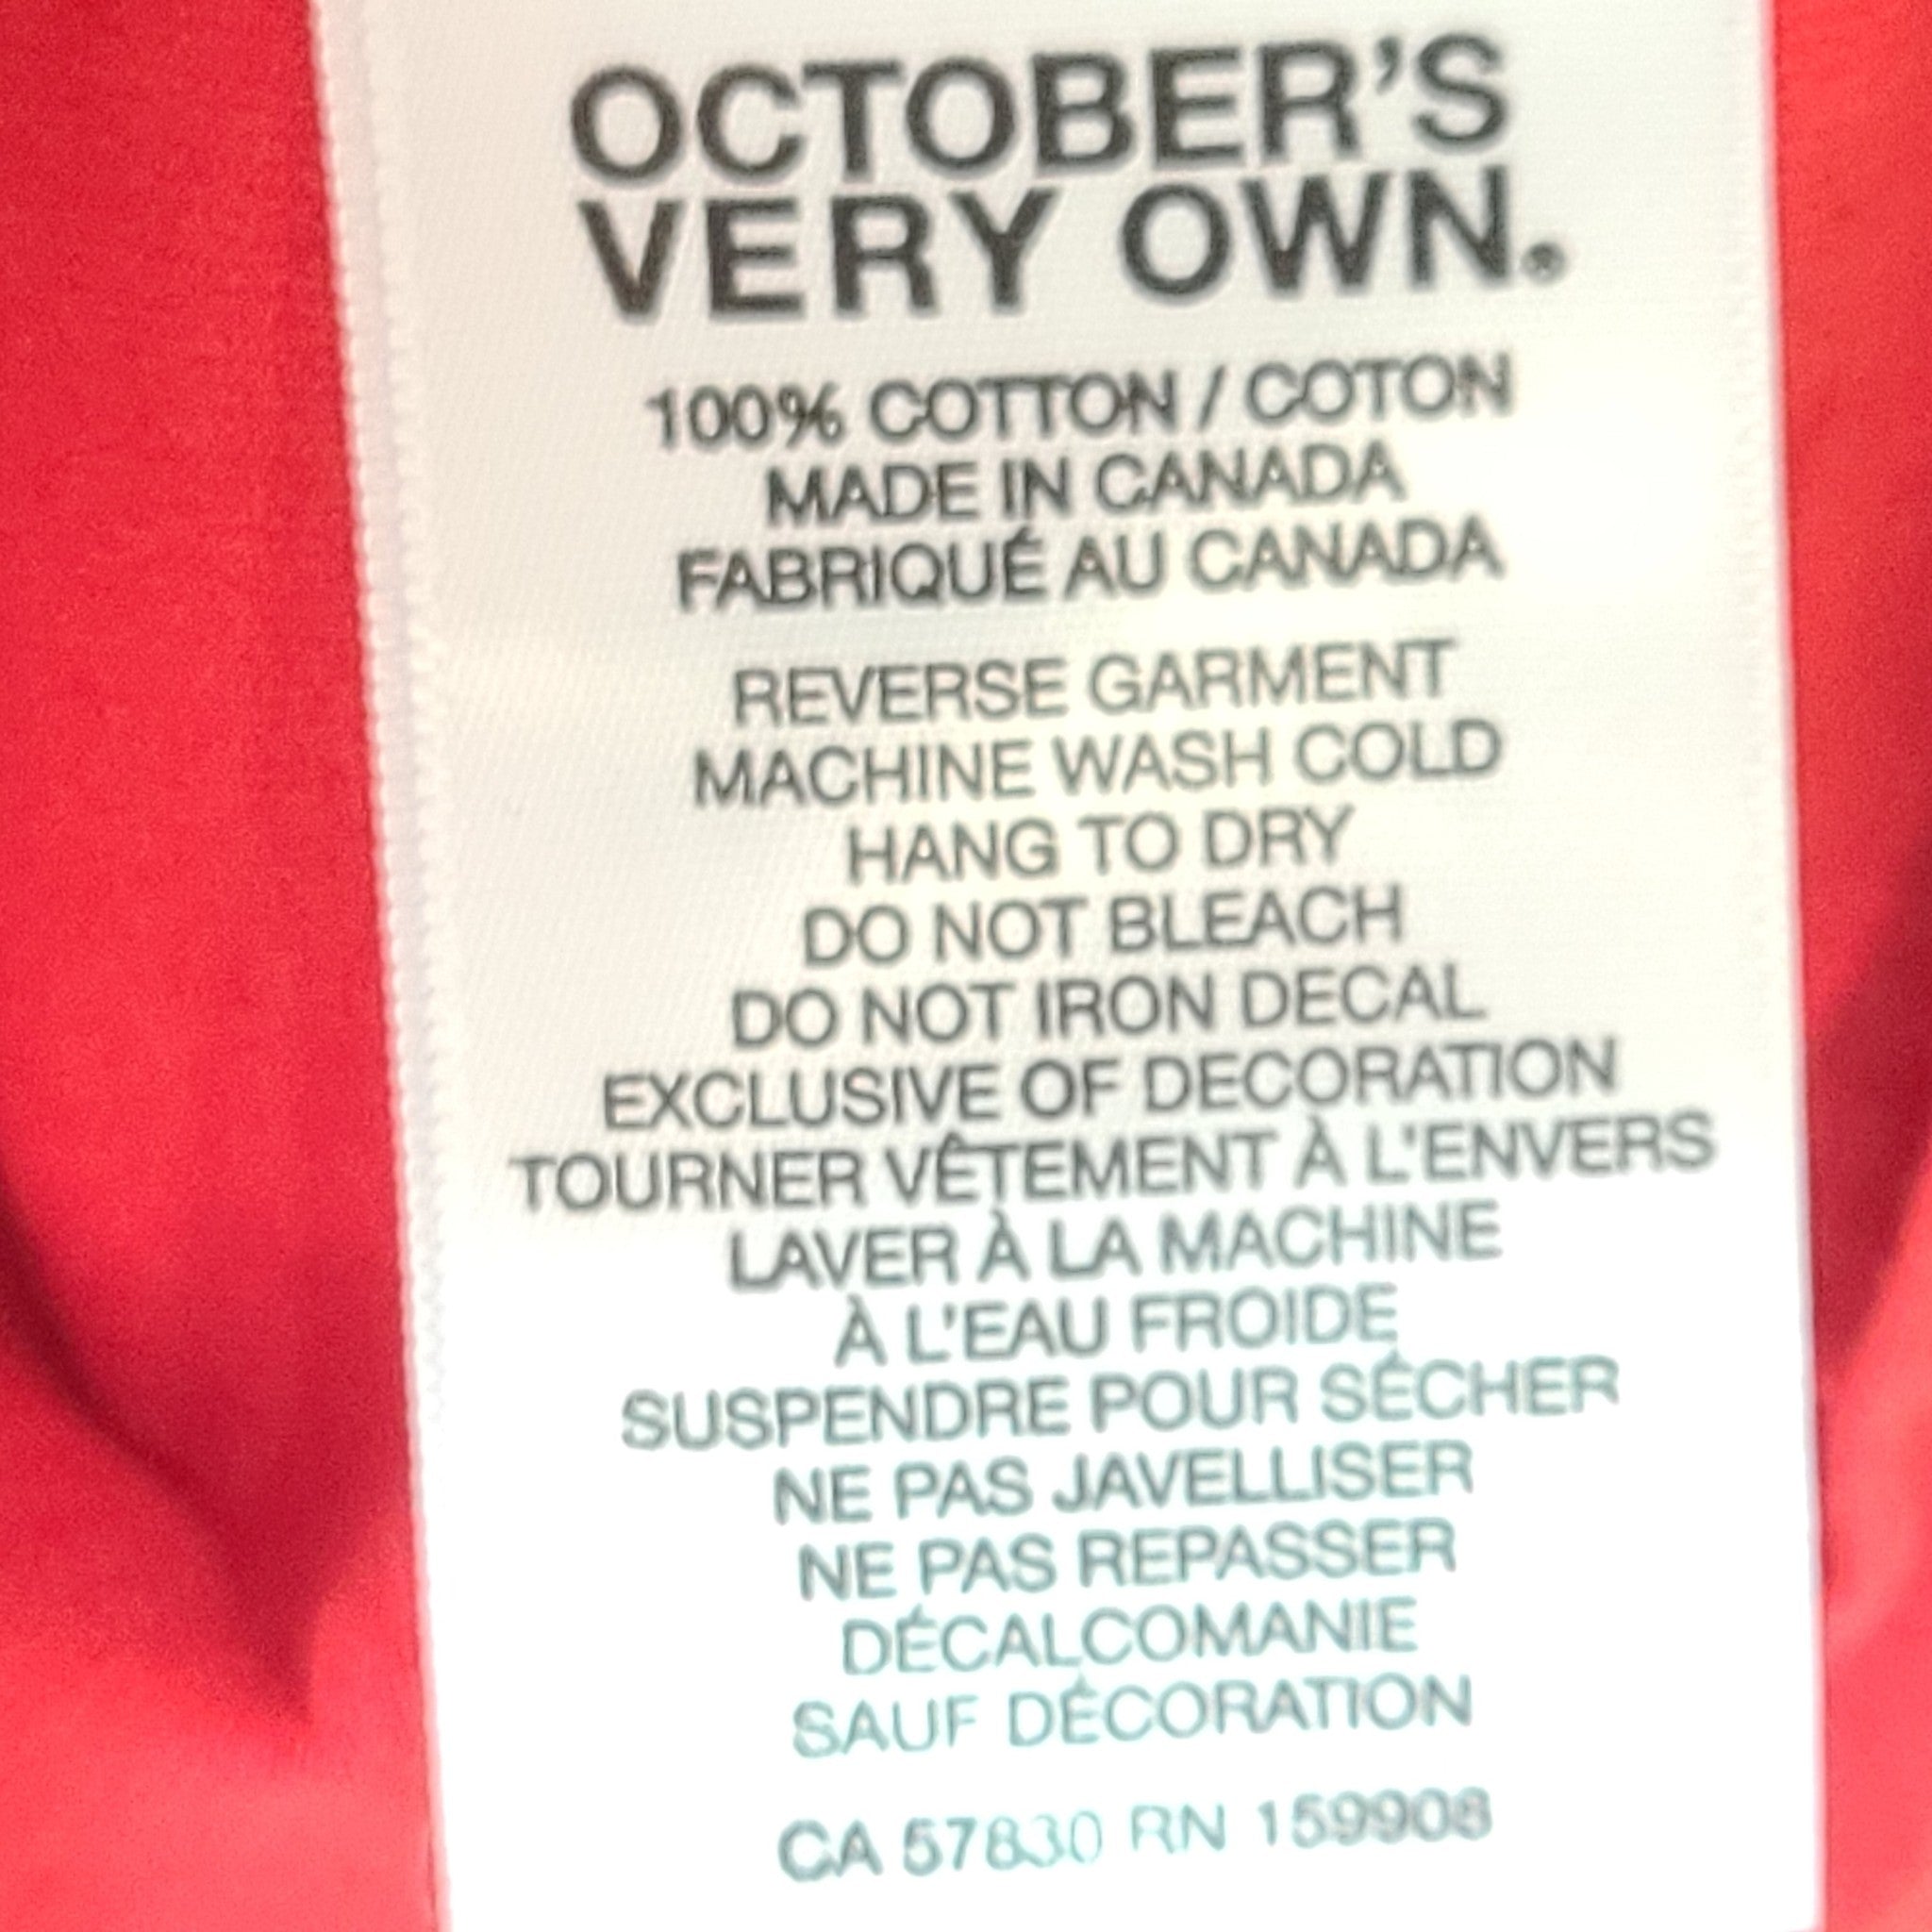 OCTOBER'S
VERY OWN.®
100% COTTON / COTON
MADE IN CANADA
FABRIQUÉ AU CANADA
REVERSE GARMENT
MACHINE WASH COLD
HANG TO DRY
DO NOT BLEACH
DO NOT IRON DECAL
EXCLUSIVE OF DECORATION
TOURNER VÊTEMENT À L'ENVERS
LAVER À LA MACHINE
À L'EAU FROIDE
SUSPENDRE POUR SÉCHER
NE PAS JAVELLISER
NE PAS REPASSER
DÉCALCOMANIE
SAUF DÉCORATION
CA 57830 RN 159908